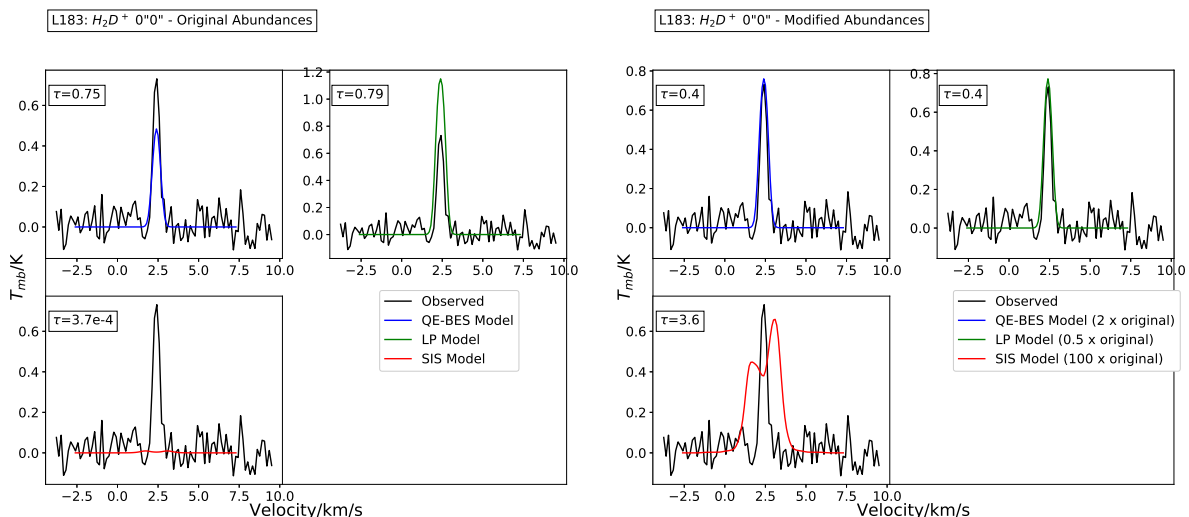 L183: H₂D⁺ 0"0" - Original Abundances
L183: H₂D⁺ 0"0" - Modified Abundances
τ=0.75
0.6
0.4
0.2
0.0
−2.5 0.0 2.5 5.0 7.5 10.0
τ=0.79
1.2
1.0
0.8
0.6
0.4
0.2
0.0
−2.5 0.0 2.5 5.0 7.5 10.0
τ=3.7e-4
0.6
0.4
0.2
0.0
−2.5 0.0 2.5 5.0 7.5 10.0
Observed
QE-BES Model
LP Model
SIS Model
T_mb/K
Velocity/km/s
τ=0.4
0.8
0.6
0.4
0.2
0.0
−2.5 0.0 2.5 5.0 7.5 10.0
τ=0.4
0.8
0.6
0.4
0.2
0.0
−2.5 0.0 2.5 5.0 7.5 10.0
τ=3.6
0.6
0.4
0.2
0.0
−2.5 0.0 2.5 5.0 7.5 10.0
Observed
QE-BES Model (2 x original)
LP Model (0.5 x original)
SIS Model (100 x original)
T_mb/K
Velocity/km/s